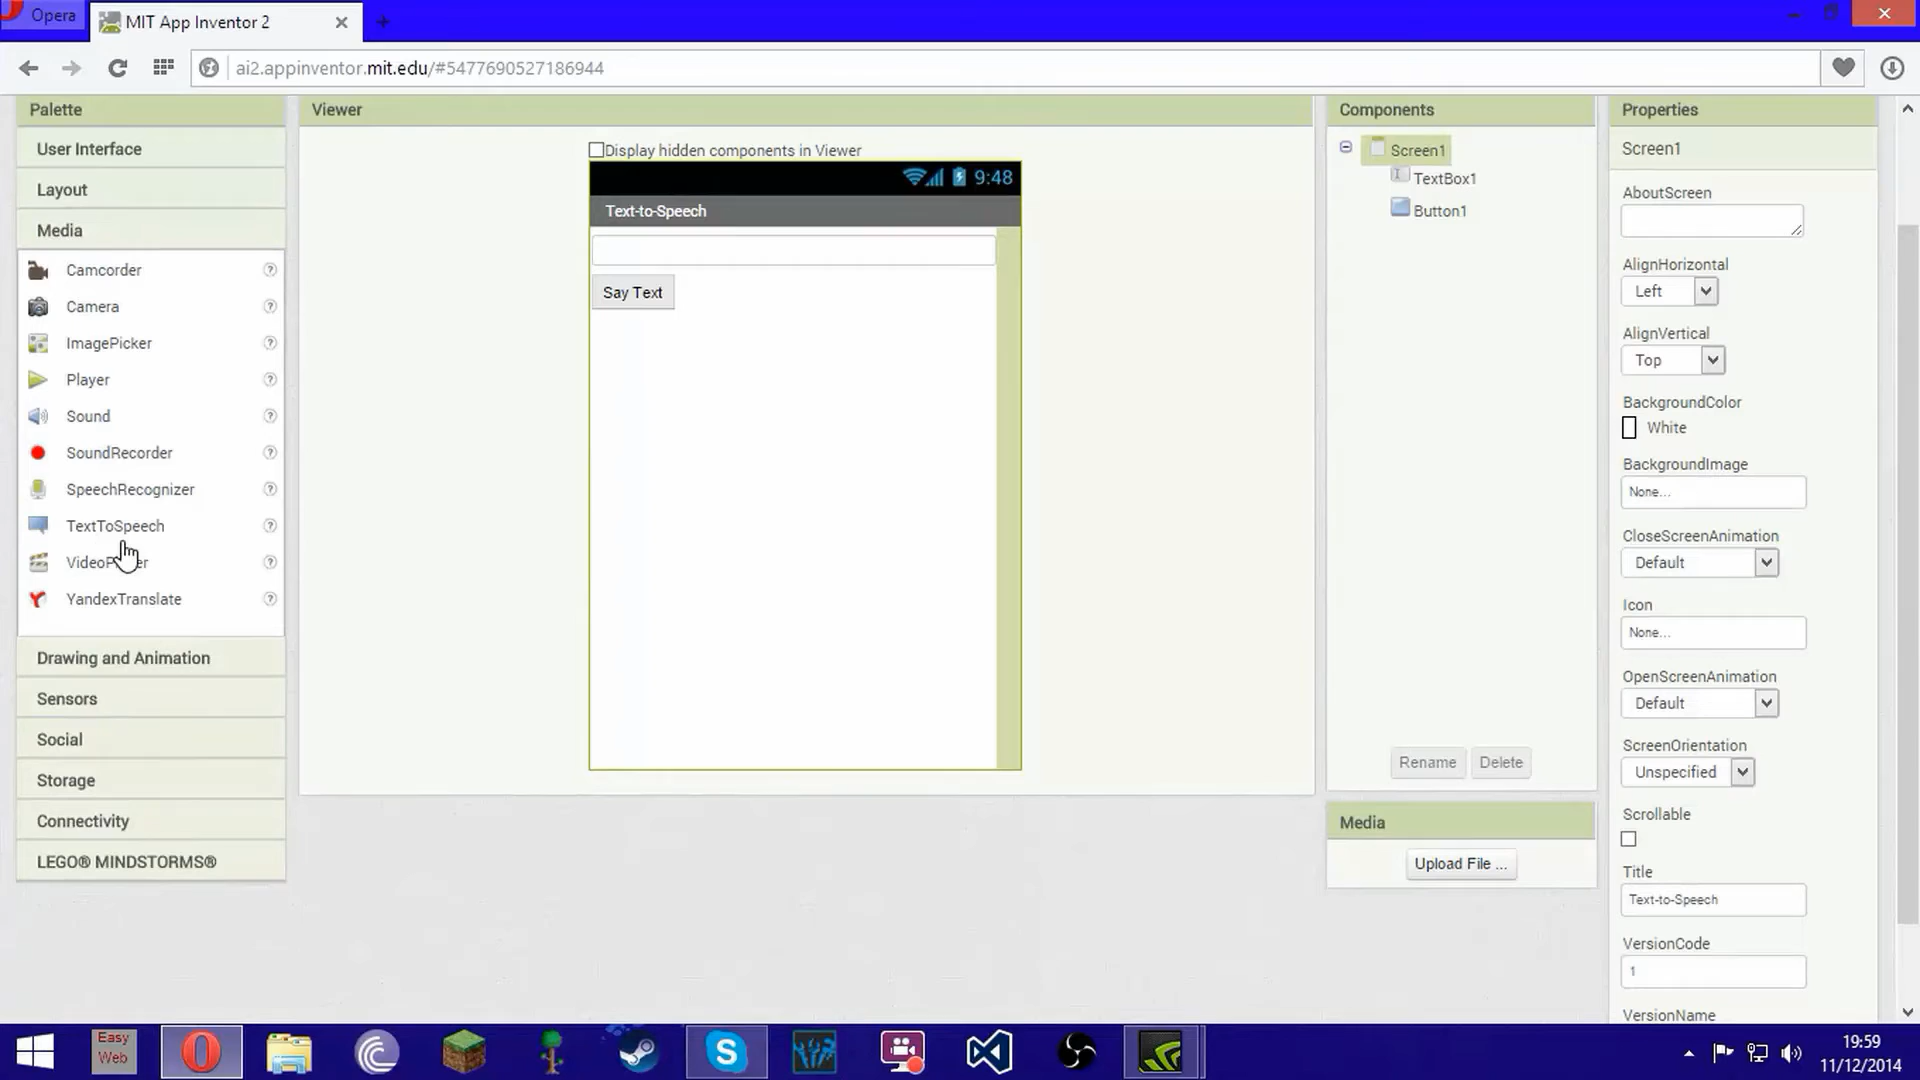 Opera
MIT App Inventor 2
ai2.appinventor.mit.edu/#5477690527186944
Palette
User Interface
Layout
Media
Camcorder
Camera
ImagePicker
Player
Sound
SoundRecorder
SpeechRecognizer
TextToSpeech
YandexTranslate
Drawing and Animation
Sensors
Social
Storage
Connectivity
LEGO® MINDSTORMS®
Viewer
Display hidden components in Viewer
9:48
Text-to-Speech
Say Text
Components
Screen1
TextBox1
Button1
Rename Delete
Media
Upload File ...
Properties
Screen1
AboutScreen
AlignHorizontal
Left
AlignVertical
Top
BackgroundColor
White
BackgroundImage
None...
CloseScreenAnimation
Default
Icon
None...
OpenScreenAnimation
Default
ScreenOrientation
Unspecified
Scrollable
Title
Text-to-Speech
VersionCode
1
VersionName
Easy
Web
19:59
11/12/2014